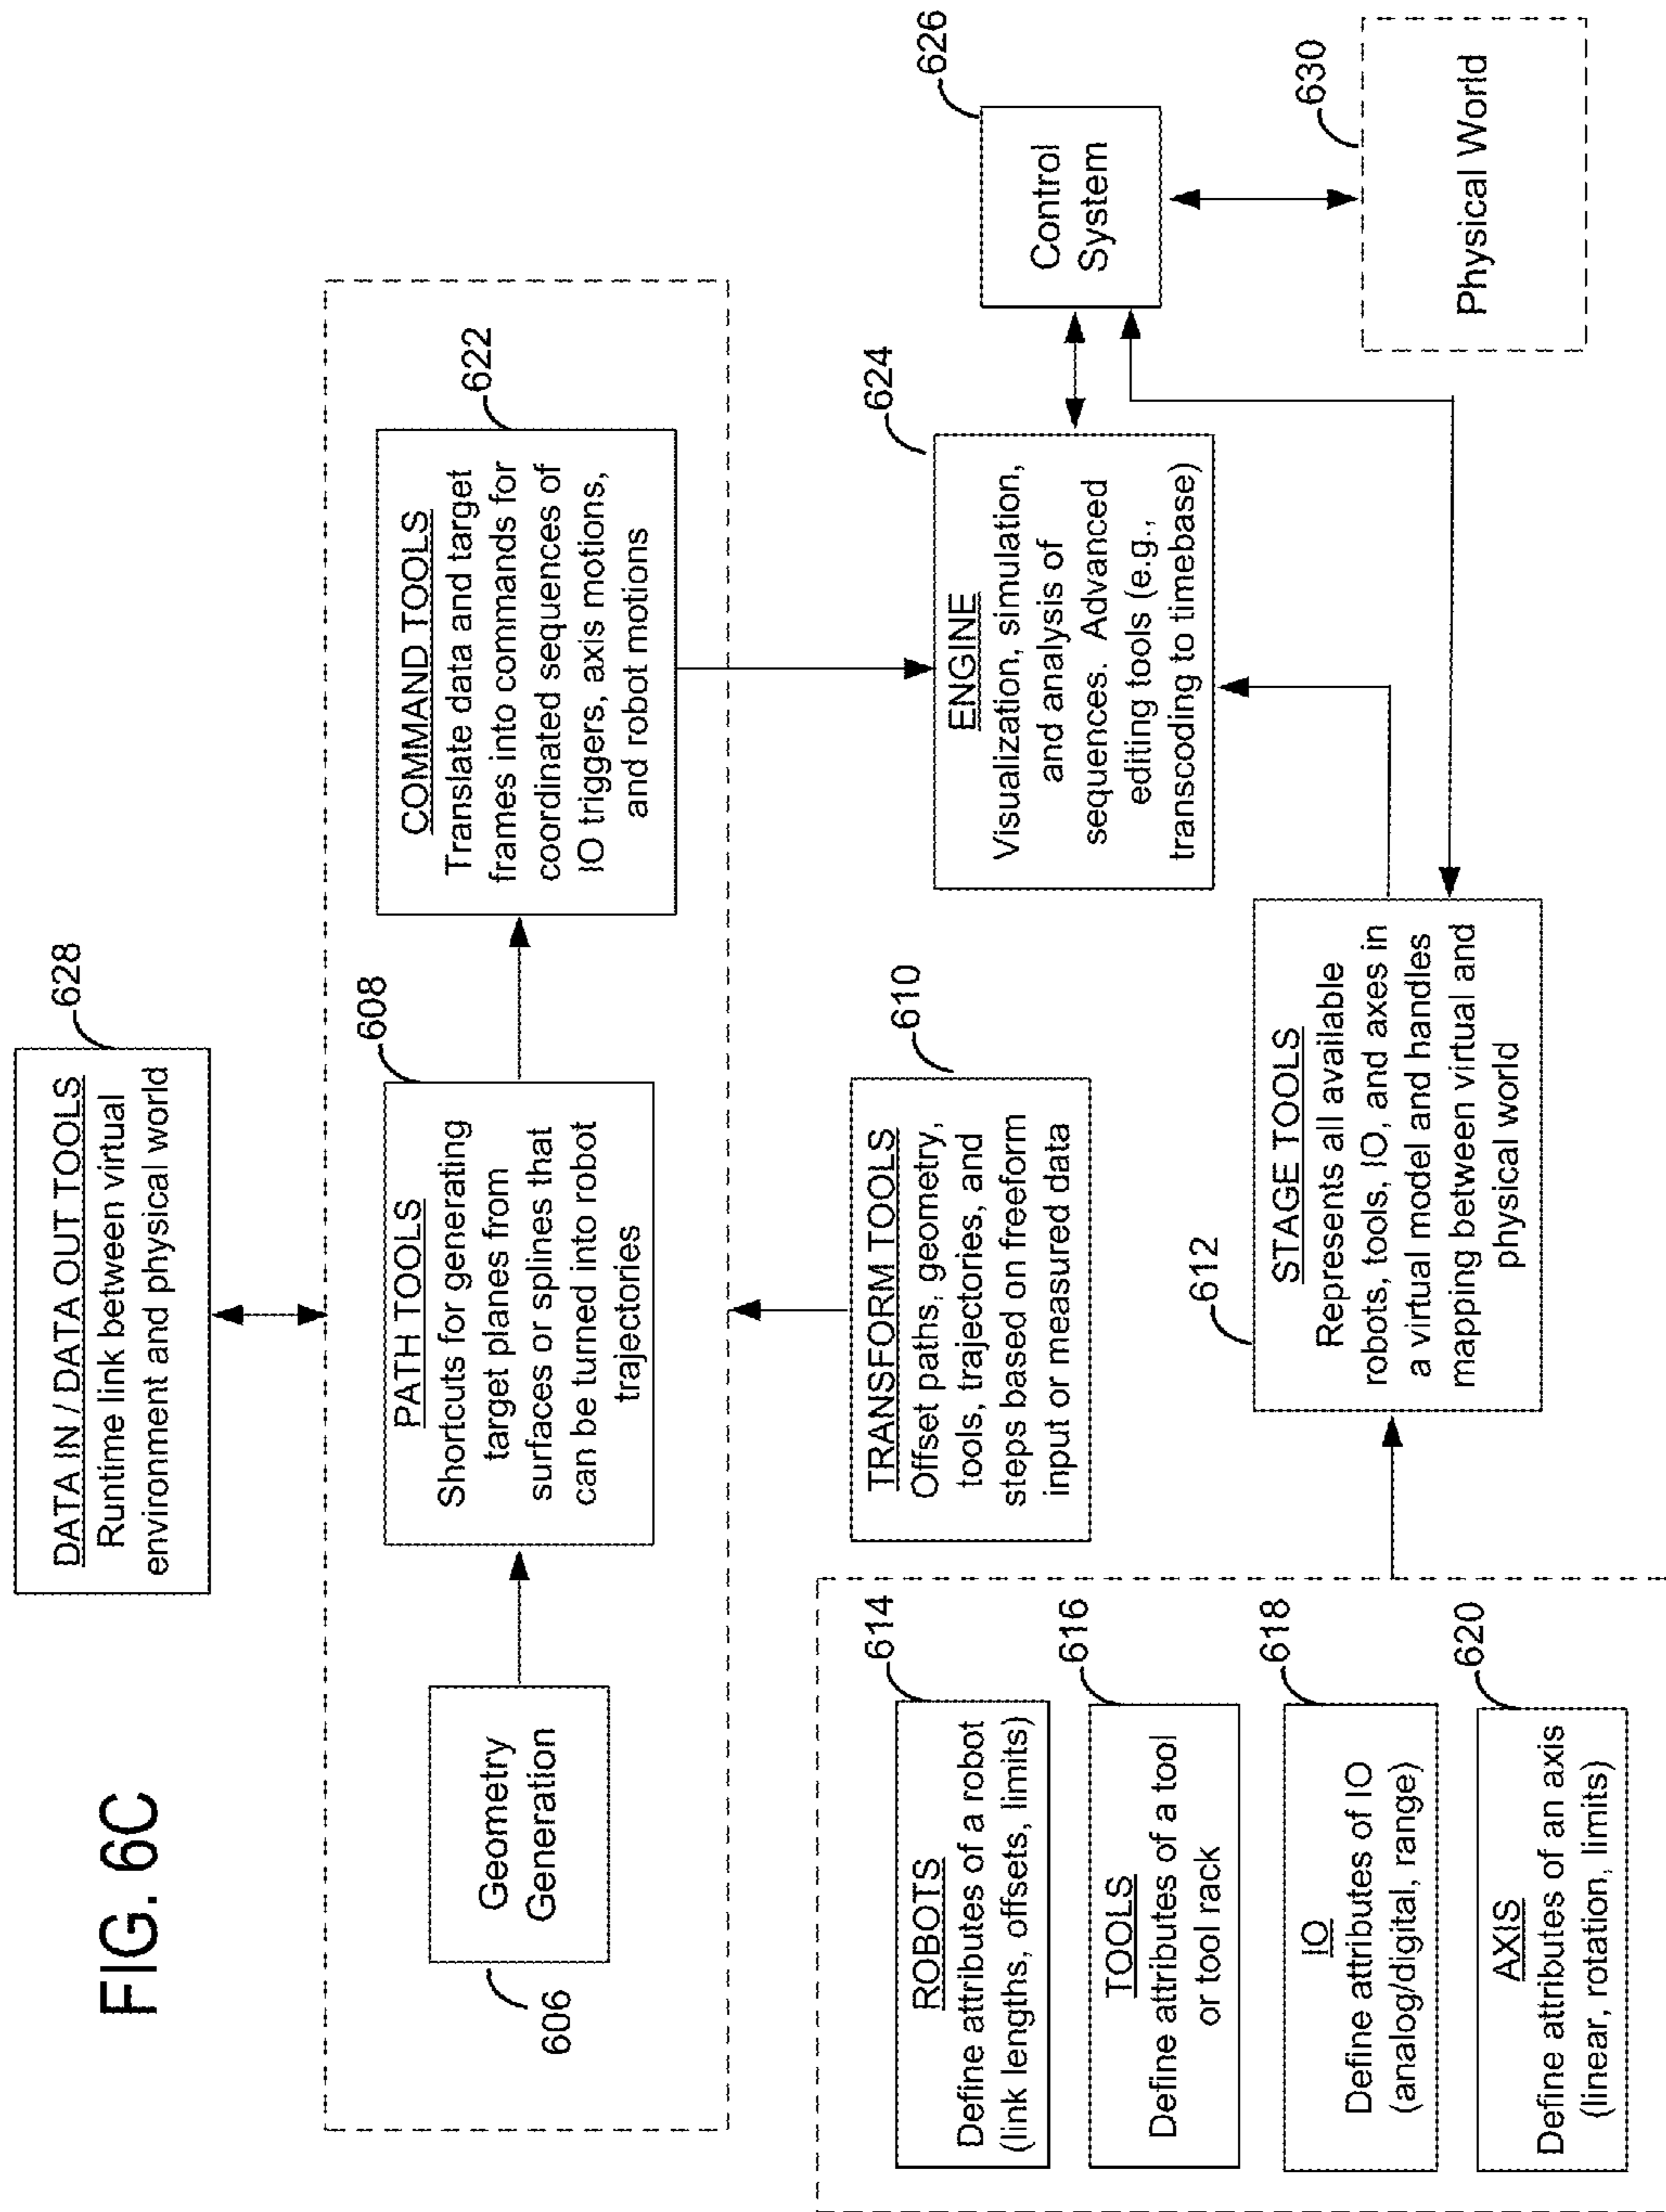 FIG. 6C
DATA IN / DATA OUT TOOLS
Runtime link between virtual
environment and physical world
628
Geometry
Generation
606
PATH TOOLS
Shortcuts for generating
target planes from
surfaces or splines that
can be tuned into robot
trajectories
608
COMMAND TOOLS
Translate data and target
frames into commands for
coordinated sequences of
IO triggers, axis motions,
and robot motions
622
TRANSFORM TOOLS
Offset paths, geometry,
tools, trajectories, and
steps based on freeform
input or measured data
610
ENGINE
Visualization, simulation,
and analysis of
sequences. Advanced
editing tools (e.g.,
transcoding to timebase)
624
Control
System
626
ROBOTS
Define attributes of a robot
(link lengths, offsets, limits)
614
TOOLS
Define attributes of a tool
or tool rack
616
IO
Define attributes of IO
(analog/digital, range)
618
AXIS
Define attributes of an axis
(linear, rotation, limits)
620
612
STAGE TOOLS
Represents all available
robots, tools, IO, and axes in
a virtual model and handles
mapping between virtual and
physical world
Physical World
630